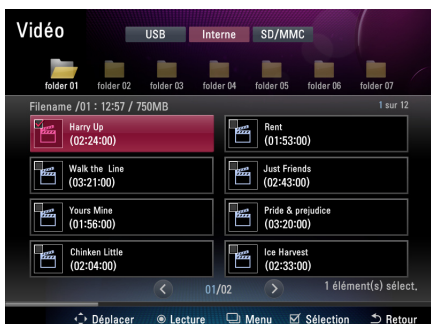 Vidéo
USB Interne SD/MMC
folder 01 folder 02 folder 03 folder 04 folder 05 folder 06 folder 07
Filename /01 : 12:57 / 750MB 1 sur 12
Harry Up Rent
(02:24:00) (01:53:00)
Walk the Line Just Friends
(03:21:00) (02:43:00)
Yours Mine Pride & prejudice
(01:56:00) (03:20:00)
Chinken Little Ice Harvest
(02:04:00) (02:33:00)
01/02 1 élément(s) sélect.
Déplacer Lecture Menu Sélection Retour